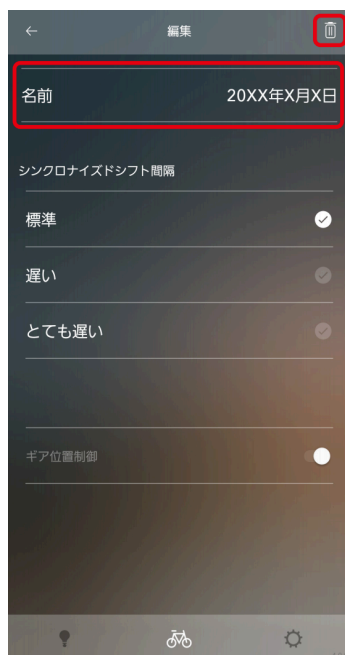 編集
名前 20XX年X月X日
シンクロナイズドシフト間隔
標準
遅い
とても遅い
ギア位置制御